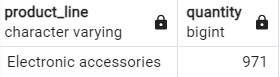 product_line quantity
character varying bigint
Electronic accessories 971